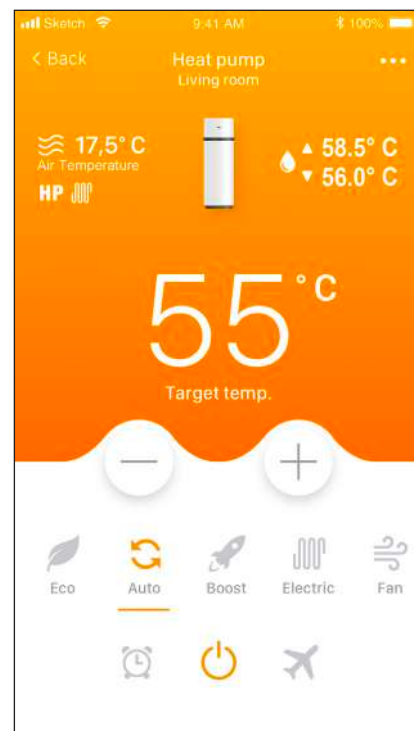 Sketch 9:41 AM 100%
< Back Heat pump •••
Living room
17,5° C
Air Temperature
HP
▲ 58.5° C
▼ 56.0° C
55 °C
Target temp.
Eco Auto Boost Electric Fan